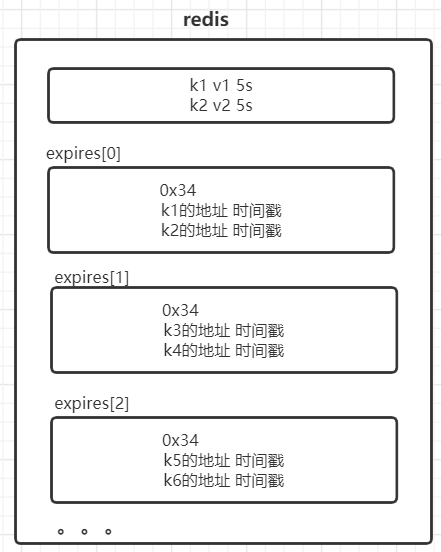 redis
k1 v1 5s
k2 v2 5s
expires[0]
0x34
k1的地址 时间戳
k2的地址 时间戳
expires[1]
0x34
k3的地址 时间戳
k4的地址 时间戳
expires[2]
0x34
k5的地址 时间戳
k6的地址 时间戳
。。。